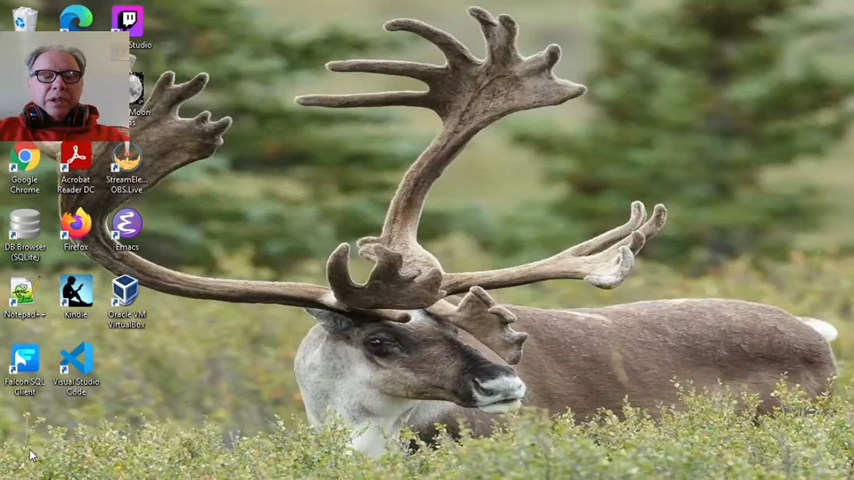 Studio
Moon
Google
Chrome
Acrobat
Reader DC
StreamEle...
OBS.Live
DB Browser
(SQLite)
Firefox
Emacs
Notepad++
Kindle
Oracle VM
VirtualBox
Falcon SQL
Client
Visual Studio
Code